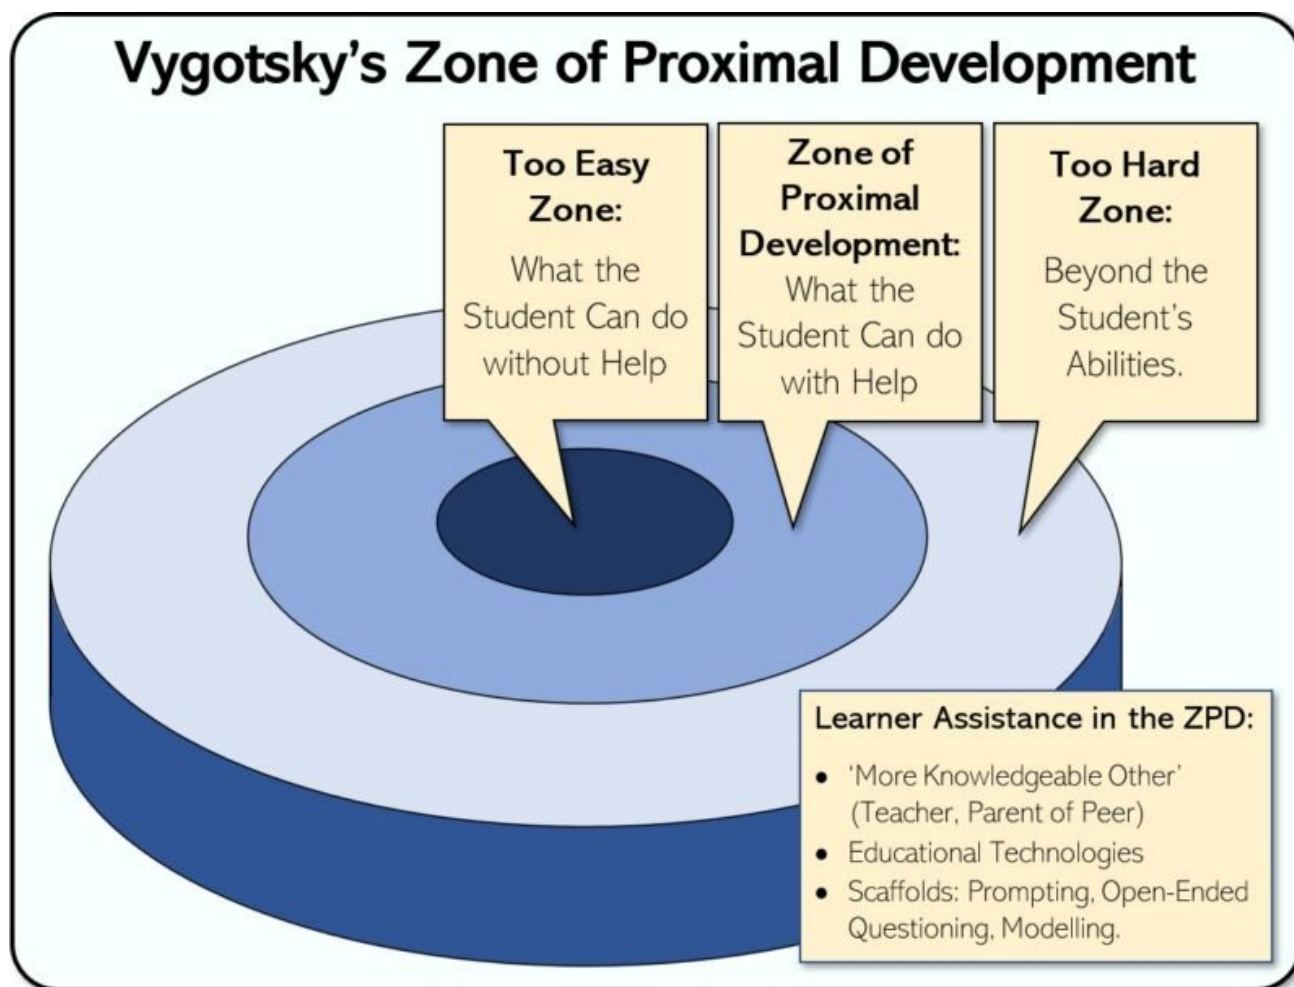 Vygotsky's Zone of Proximal Development
Too Easy
Zone:
What the
Student Can do
without Help
Zone of
Proximal
Development:
What the
Student Can do
with Help
Too Hard
Zone:
Beyond the
Student's
Abilities.
Learner Assistance in the ZPD:
• 'More Knowledgeable Other'
(Teacher, Parent of Peer)
• Educational Technologies
• Scaffolds: Prompting, Open-Ended
Questioning, Modelling.